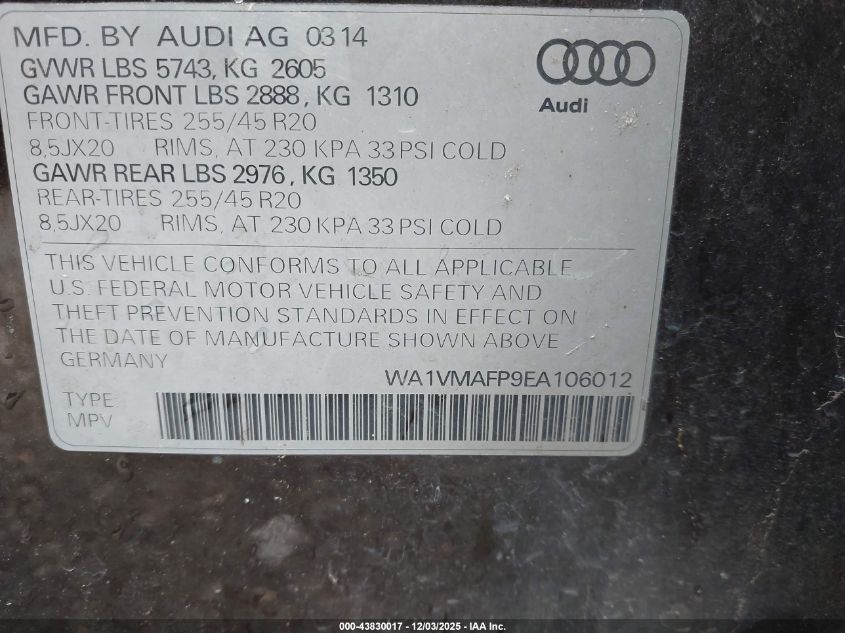 MFD. BY AUDI AG 0314
GVWR LBS 5743, KG 2605
GAWR FRONT LBS 2888, KG 1310
FRONT-TIRES 255/45 R20
8,5JX20 RIMS, AT 230 KPA 33 PSI COLD
GAWR REAR LBS 2976, KG 1350
REAR-TIRES 255/45 R20
8,5JX20 RIMS, AT 230 KPA 33 PSI COLD
Audi
THIS VEHICLE CONFORMS TO ALL APPLICABLE
U.S. FEDERAL MOTOR VEHICLE SAFETY AND
THEFT PREVENTION STANDARDS IN EFFECT ON
THE DATE OF MANUFACTURE SHOWN ABOVE
GERMANY
WA1VMAFP9EA106012
TYPE:
MPV
000-43830017 - 12/03/2025 - IAA Inc.